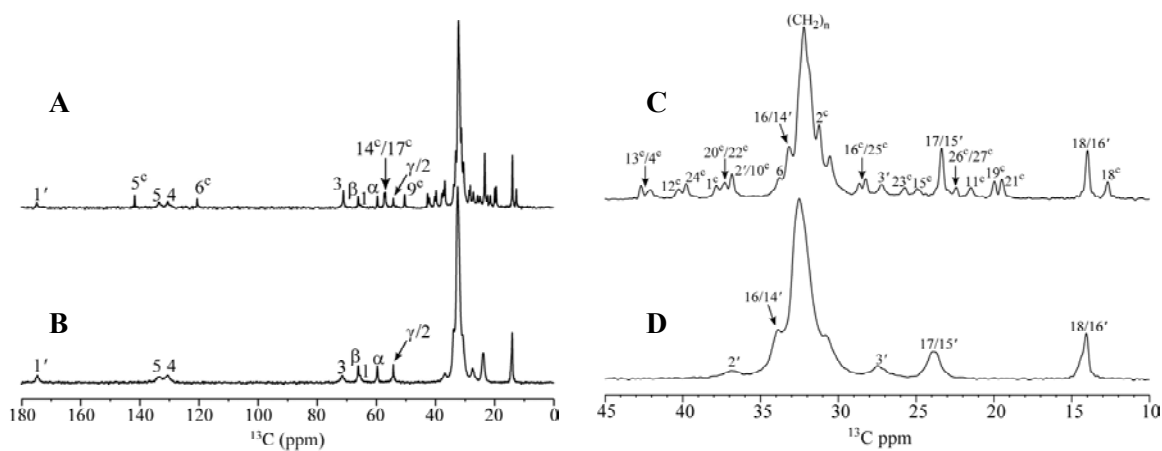 A
14ᶜ/17ᶜ
γ/2
1′ 5ᶜ 5 4 6ᶜ 3 β 1 α 9ᶜ
B
γ/2
1′ 5 4 3 β 1 α
180 160 140 120 100 80 60 40 20 0
¹³C (ppm)
C
(CH₂)ₙ
16/14′ 2ᶜ
13ᶜ/4ᶜ 20ᶜ/22ᶜ 16ᶜ/25ᶜ 17/15′ 18/16′
12ᶜ 24ᶜ 1ᶜ 2′/10ᶜ 6 3′ 23ᶜ 15ᶜ 26ᶜ/27ᶜ 11ᶜ 19ᶜ 21ᶜ 18ᶜ
D
16/14′ 18/16′
2′ 3′ 17/15′
45 40 35 30 25 20 15 10
¹³C ppm